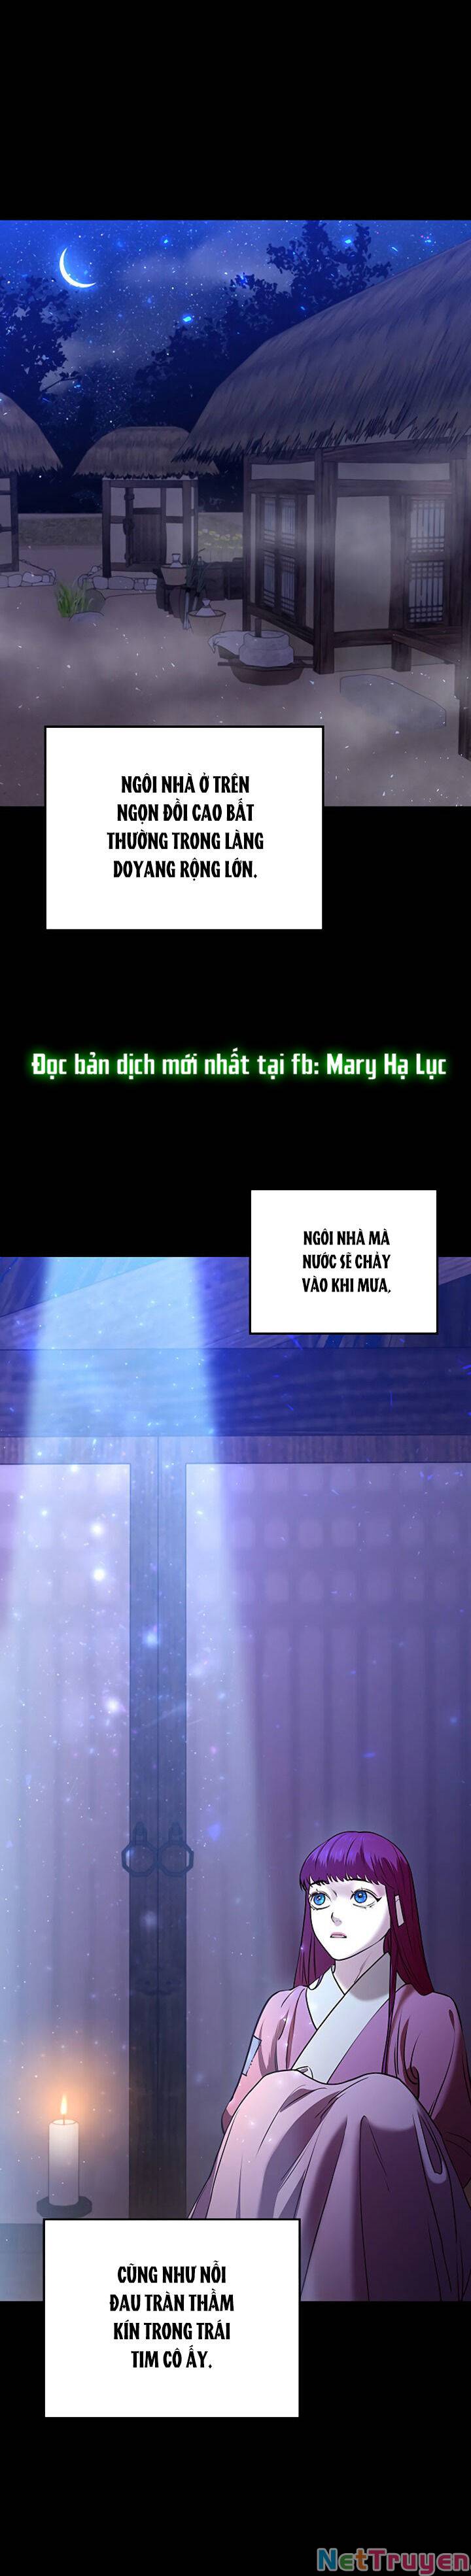 NGÔI NHÀ Ở TRÊN
NGỌN ĐỒI CAO BẤT
THƯỜNG TRONG LÀNG
DOYANG RỘNG LỚN.
Đọc bản dịch mới nhất tại fb: Mary Hạ Lục
NGÔI NHÀ MÀ
NƯỚC SẼ CHẢY
VÀO KHI MƯA,
CŨNG NHƯ NỖI
ĐAU TRÀN THẦM
KÍN TRONG TRÁI
TIM CÔ ẤY.
NetTruyen